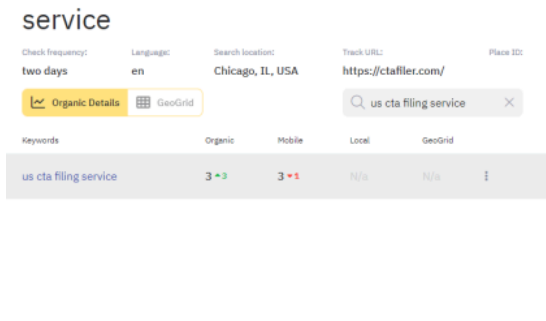 service
Check frequency: Language: Search location: Track URL: Place ID:
two days en Chicago, IL, USA https://ctafiler.com/
Organic Details GeoGrid us cta filing service
Keywords Organic Mobile Local GeoGrid
us cta filing service 3 3 3 1 N/a N/a